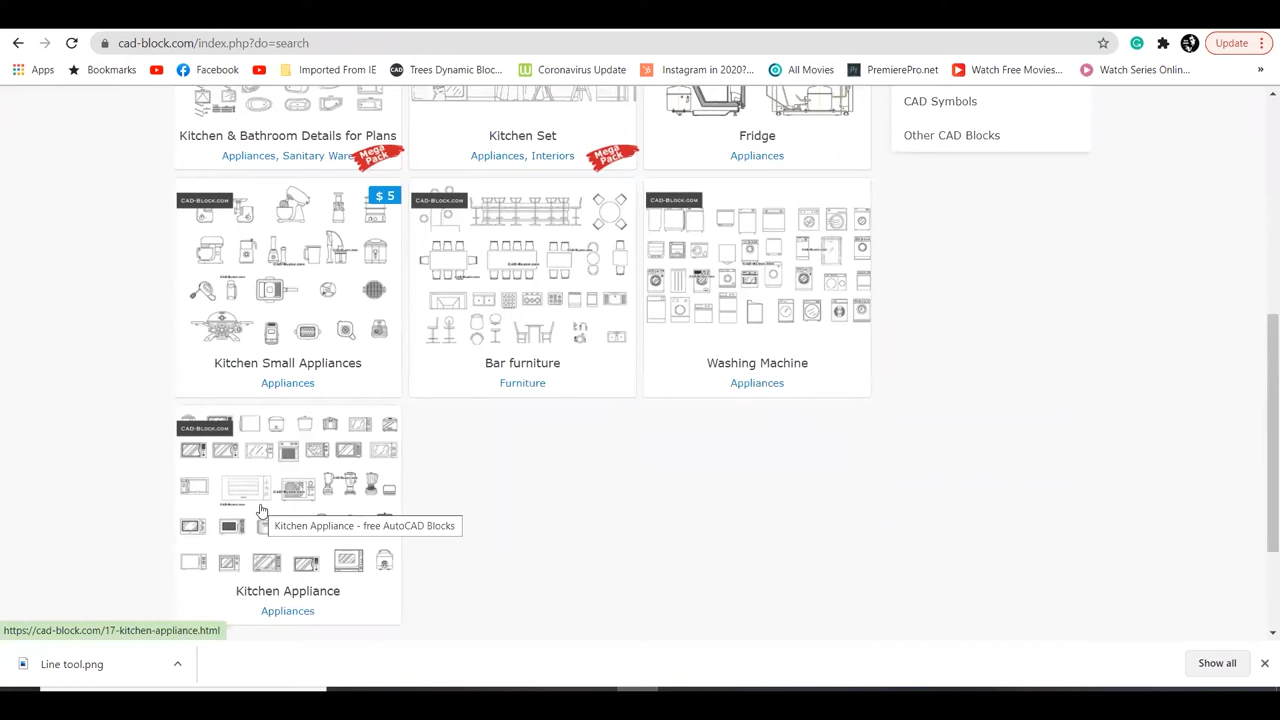 cad-block.com/index.php?do=search
Update
Apps
Bookmarks
Facebook
Imported From IE
Trees Dynamic Bloc...
Coronavirus Update
Instagram in 2020?...
All Movies
PremierePro.net
Watch Free Movies...
Watch Series Onlin...
»
Kitchen & Bathroom Details for Plans
Appliances, Sanitary Ware
Mega Pack
Kitchen Set
Appliances, Interiors
Mega Pack
Fridge
Appliances
CAD Symbols
Other CAD Blocks
CAD-BLOCK.COM
$ 5
Kitchen Small Appliances
Appliances
CAD-BLOCK.COM
Bar furniture
Furniture
CAD-BLOCK.COM
Washing Machine
Appliances
CAD-BLOCK.COM
Kitchen Appliance - free AutoCAD Blocks
Kitchen Appliance
Appliances
https://cad-block.com/17-kitchen-appliance.html
Line tool.png
Show all